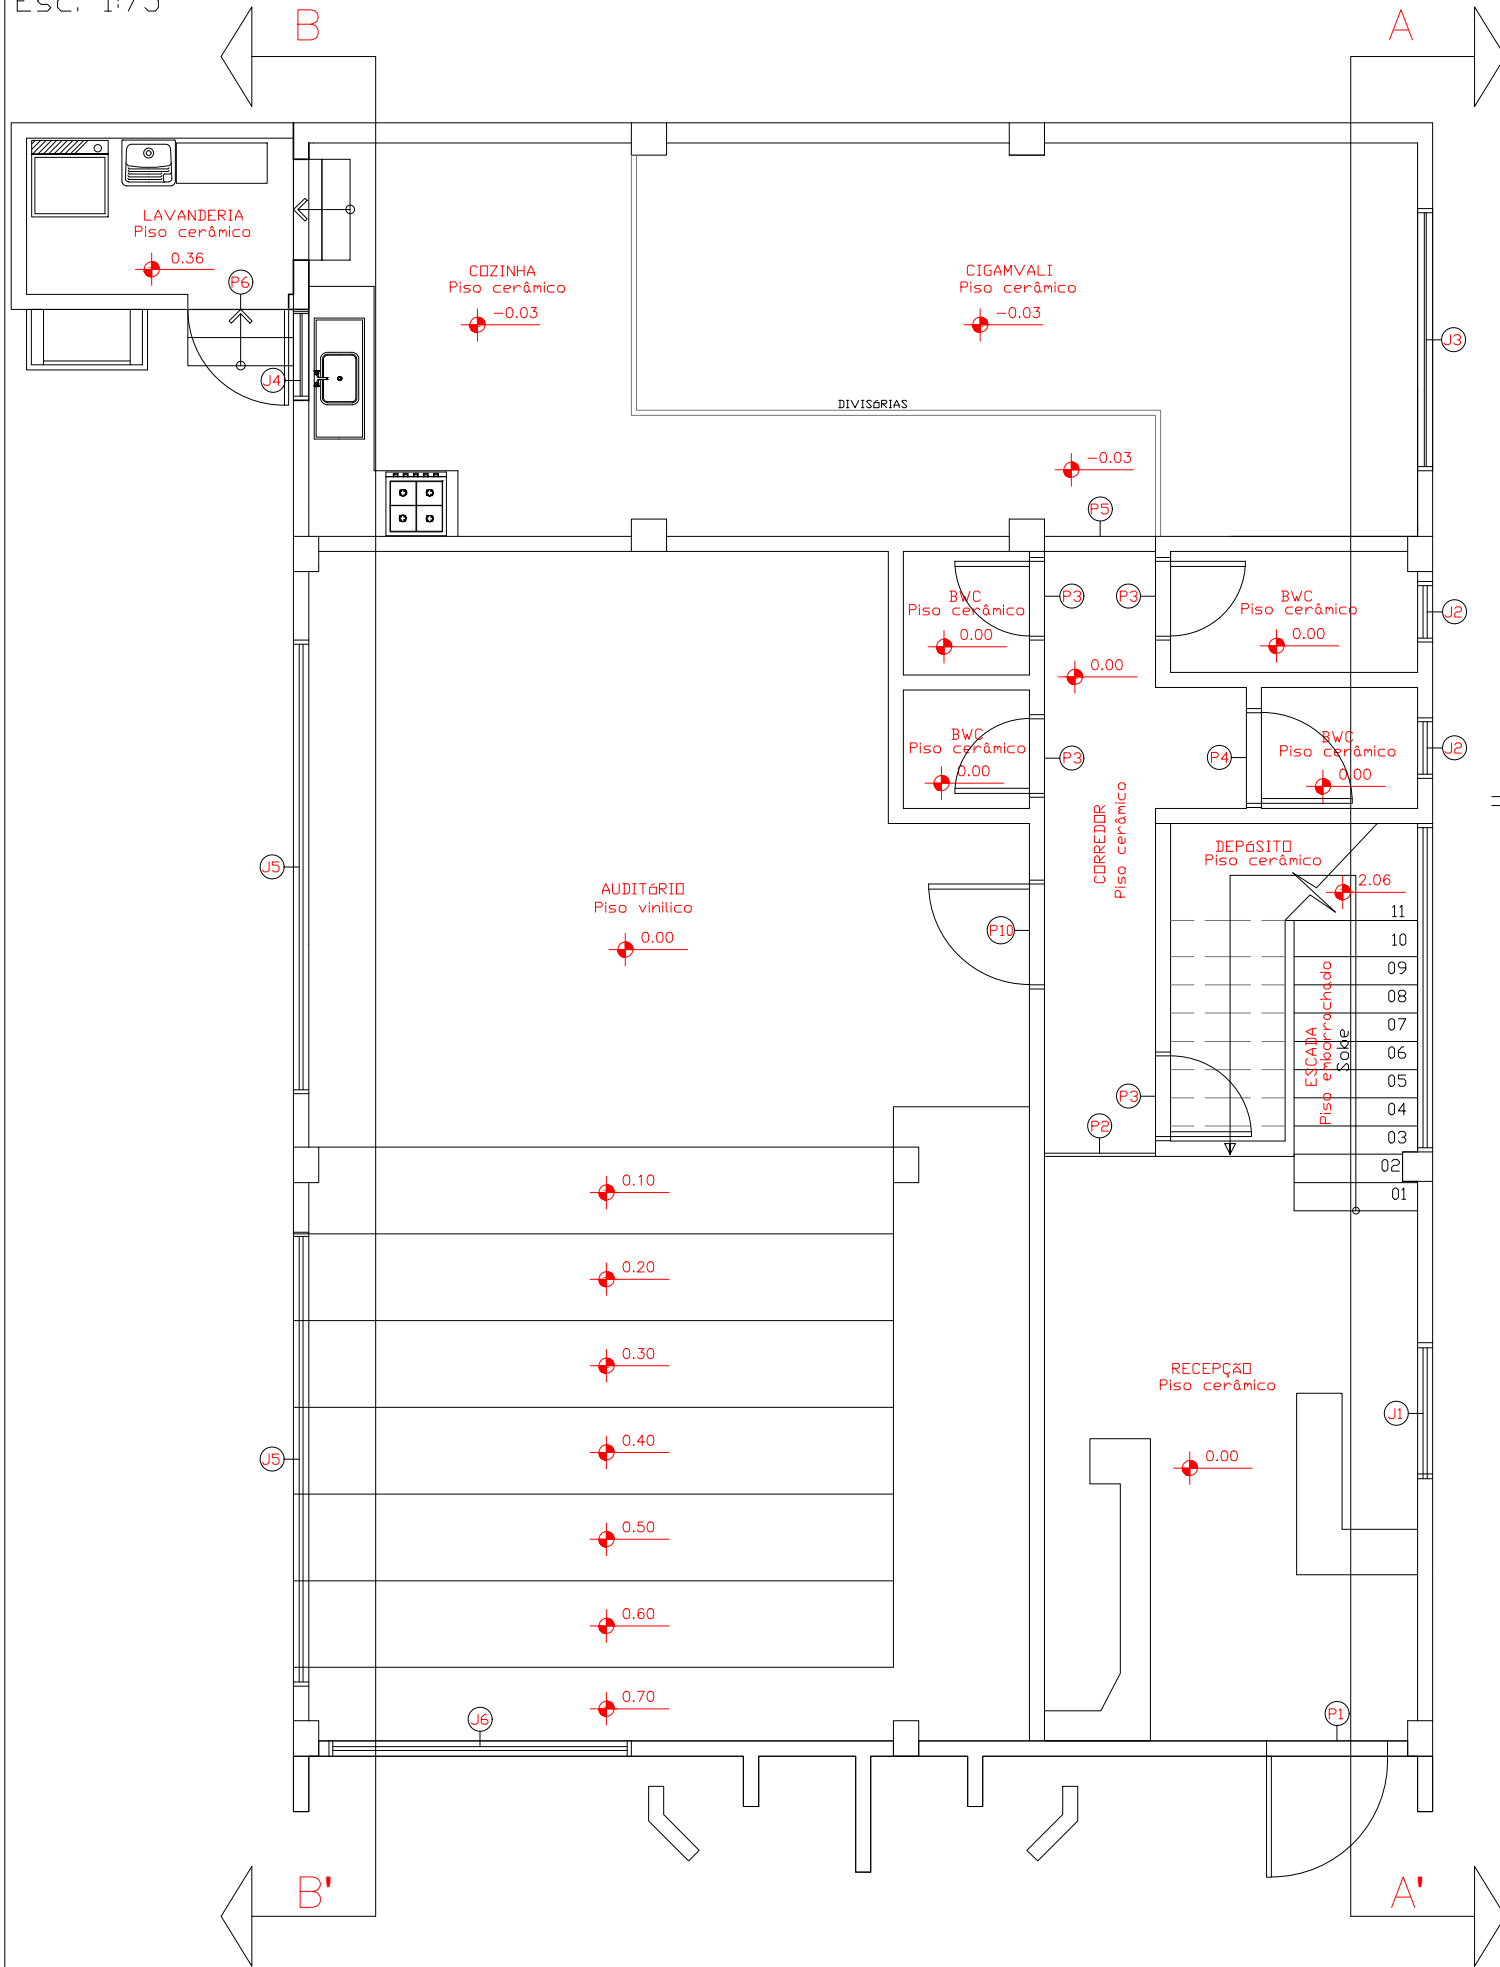 Esc. 1:75
B
A
LAVANDERIA
Piso cerâmico
0.36
P6
COZINHA
Piso cerâmico
-0.03
CIGAMVALI
Piso cerâmico
-0.03
J3
J4
DIVISóRIAS
-0.03
P5
BWC
Piso cerâmico
0.00
P3
P3
BWC
Piso cerâmico
0.00
J2
0.00
BWC
Piso cerâmico
0.00
P3
P4
BWC
Piso cerâmico
0.00
J2
CORREDOR
Piso cerâmico
DEPóSITO
Piso cerâmico
2.06
J5
AUDITóRIO
Piso vinilico
0.00
P10
11
10
09
08
07
06
05
04
03
02
01
ESCADA
Piso emborrachado
Sobe
P3
P2
0.10
0.20
0.30
0.40
0.50
0.60
0.70
J5
RECEPÇÃO
Piso cerâmico
0.00
J1
J6
P1
B'
A'